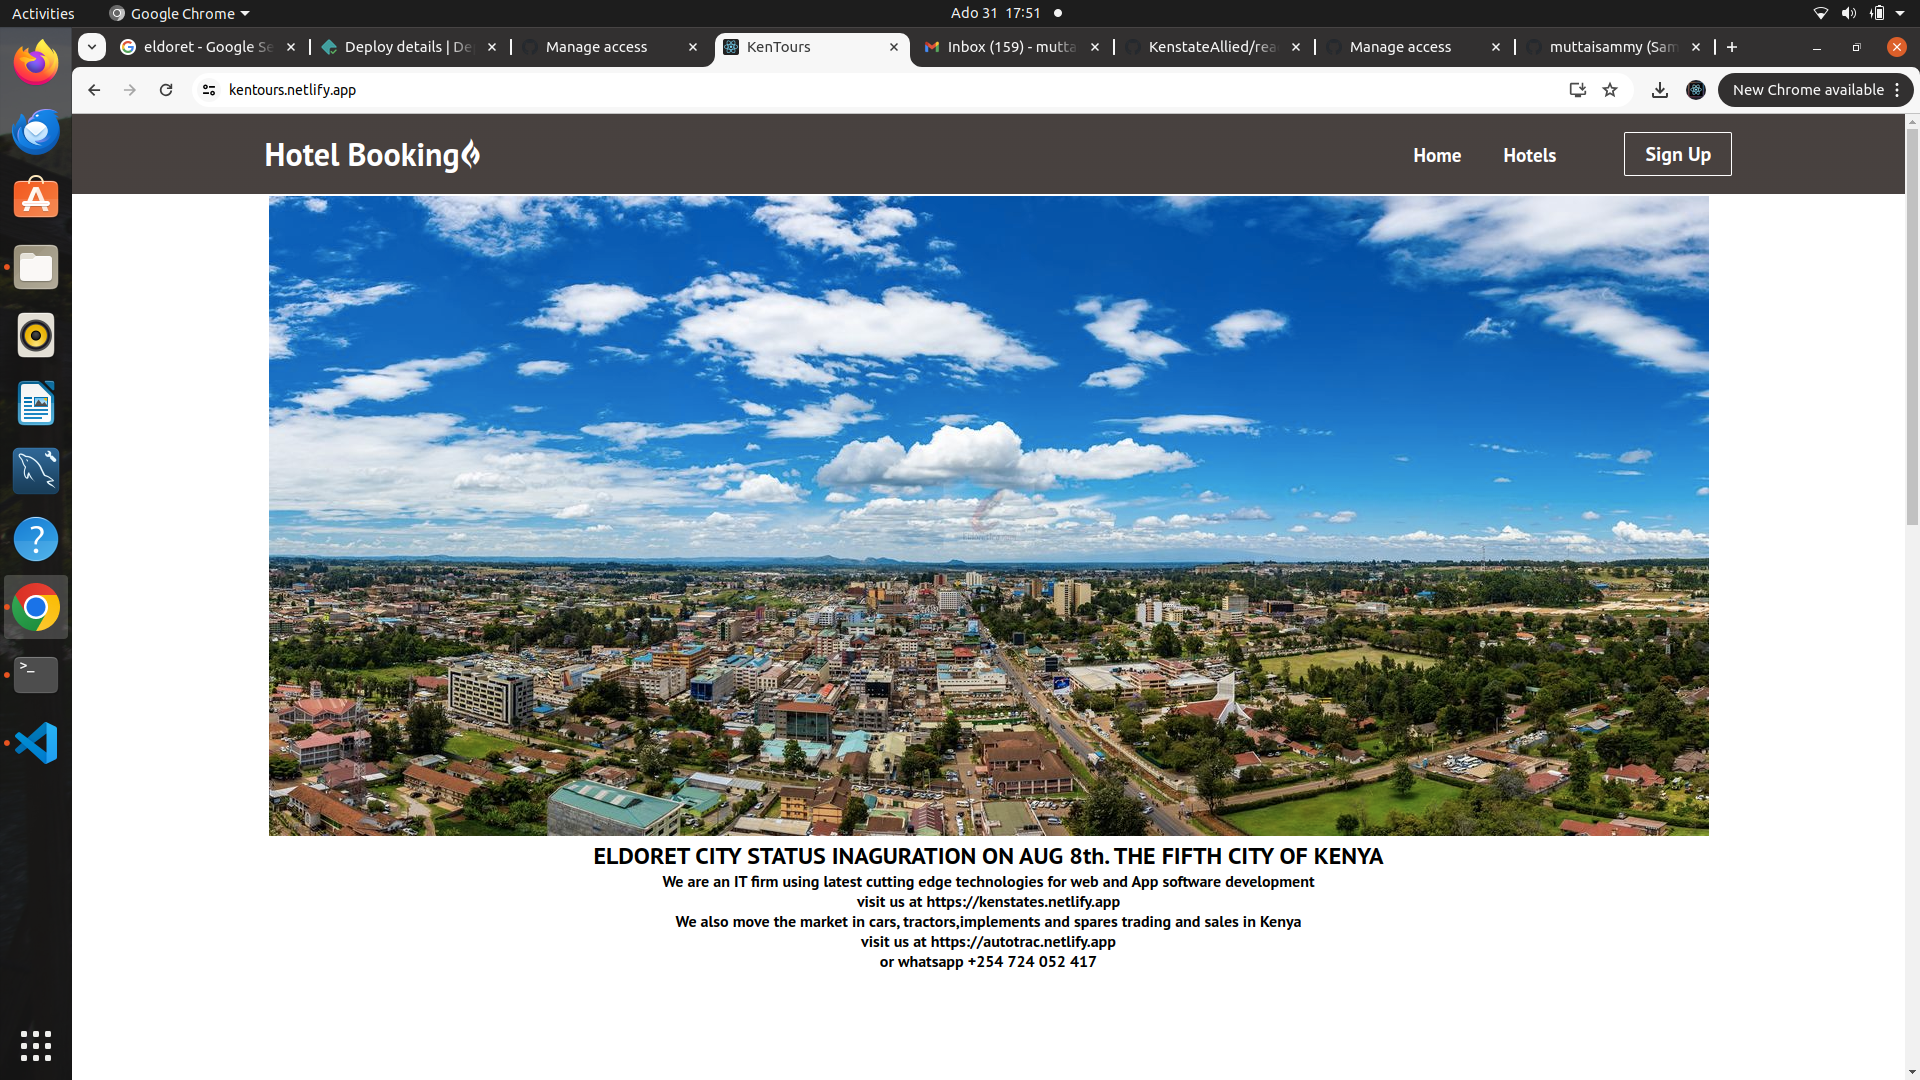 Activities
Google Chrome
Ado 31 17:51
eldoret - Google Se
Deploy details | De
Manage access
KenTours
Inbox (159) - mutta
KenstateAllied/rea
Manage access
muttaisammy (Sam
kentours.netlify.app
New Chrome available
Hotel Booking
Home
Hotels
Sign Up
ELDORET CITY STATUS INAGURATION ON AUG 8th. THE FIFTH CITY OF KENYA
We are an IT firm using latest cutting edge technologies for web and App software development
visit us at https://kenstates.netlify.app
We also move the market in cars, tractors,implements and spares trading and sales in Kenya
visit us at https://autotrac.netlify.app
or whatsapp +254 724 052 417